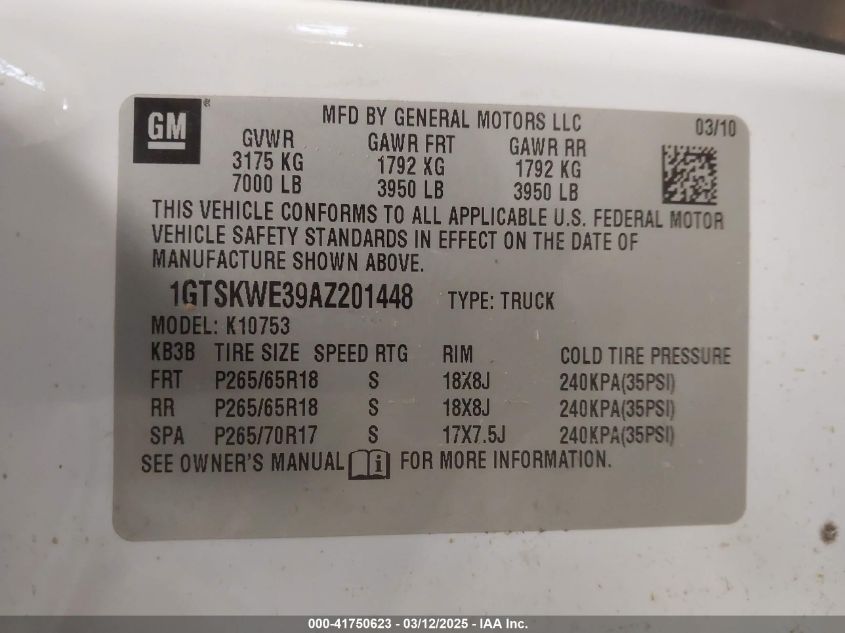 GM®
MFD BY GENERAL MOTORS LLC
03/10
GVWR GAWR FRT GAWR RR
3175 KG 1792 KG 1792 KG
7000 LB 3950 LB 3950 LB
THIS VEHICLE CONFORMS TO ALL APPLICABLE U.S. FEDERAL MOTOR
VEHICLE SAFETY STANDARDS IN EFFECT ON THE DATE OF
MANUFACTURE SHOWN ABOVE.
1GTSKWE39AZ201448 TYPE: TRUCK
MODEL: K10753
KB3B TIRE SIZE SPEED RTG RIM COLD TIRE PRESSURE
FRT P265/65R18 S 18X8J 240KPA(35PSI)
RR P265/65R18 S 18X8J 240KPA(35PSI)
SPA P265/70R17 S 17X7.5J 240KPA(35PSI)
SEE OWNER'S MANUAL i FOR MORE INFORMATION.
000-41750623 - 03/12/2025 - IAA Inc.